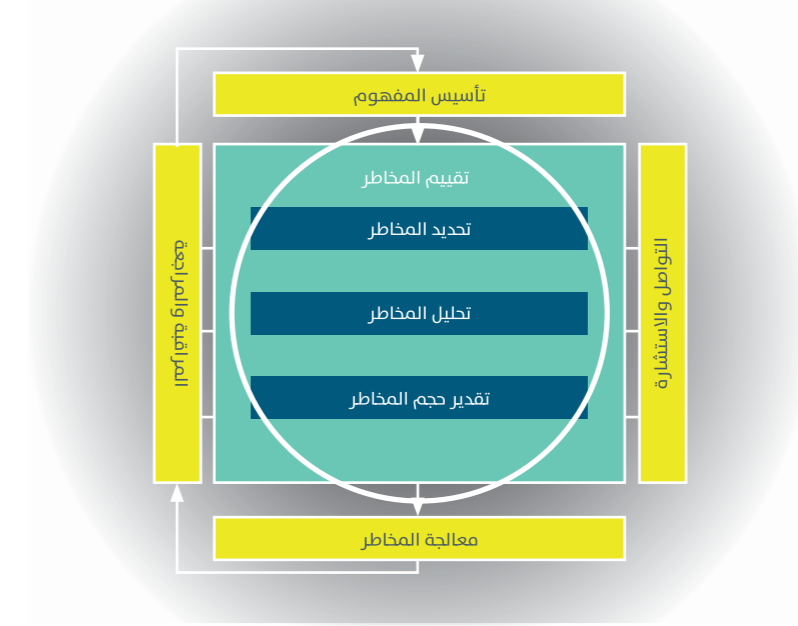 تأسيس المفهوم
تقييم المخاطر
تحديد المخاطر
تحليل المخاطر
تقدير حجم المخاطر
معالجة المخاطر
التواصل والاستشارة
المراقبة والمراجعة